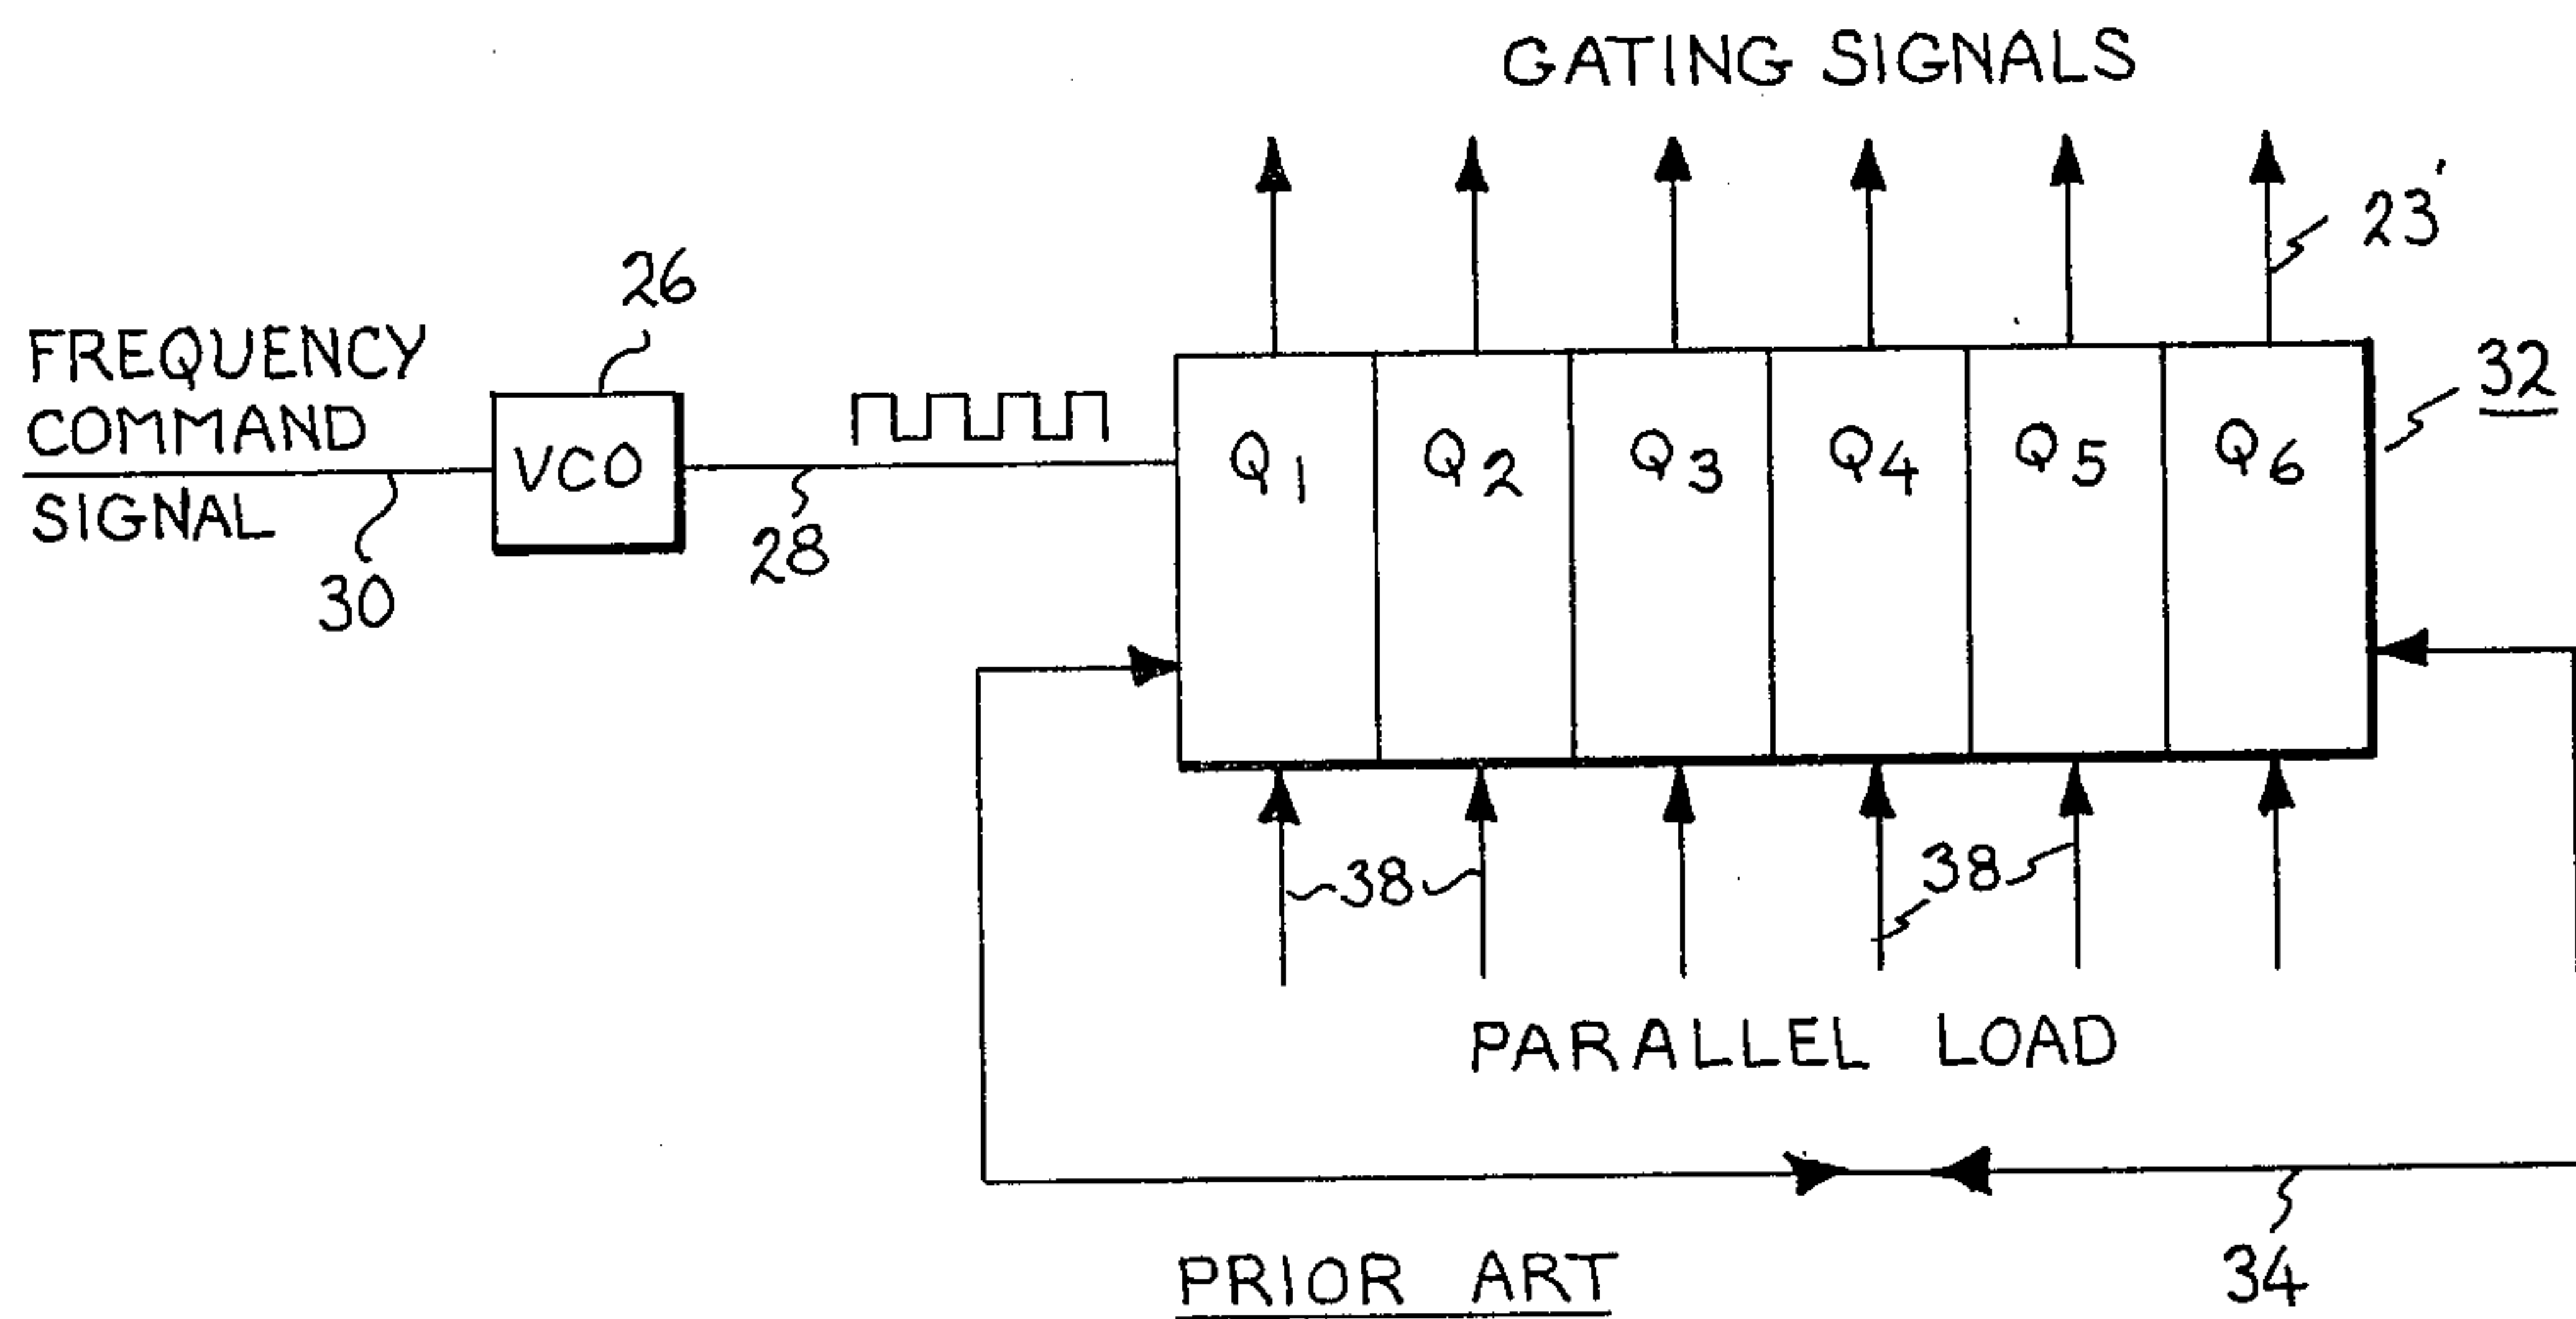 GATING SIGNALS
23'
26
FREQUENCY
COMMAND
SIGNAL
30
VCO
28
Q1 Q2 Q3 Q4 Q5 Q6
32
38 38
PARALLEL LOAD
34
PRIOR ART